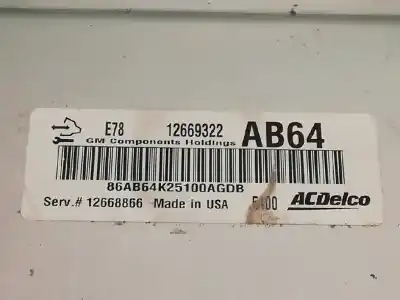 E78 12669322 AB64
GM Components Holdings
86AB64K25100AGDB
Serv.# 12668866 Made in USA ACDelco